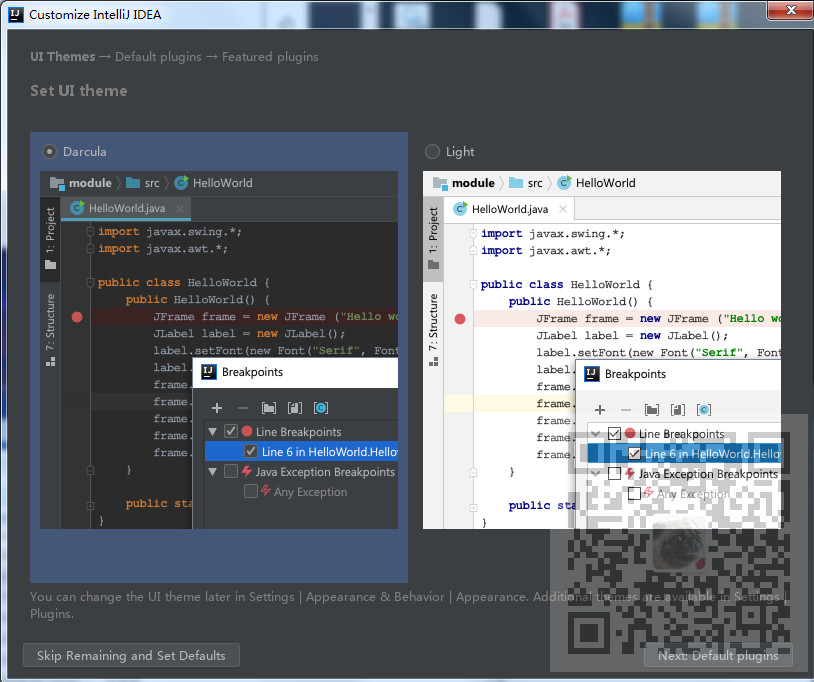 Customize IntelliJ IDEA
UI Themes → Default plugins → Featured plugins
Set UI theme
Darcula
module
src
HelloWorld
HelloWorld.java
1: Project
7: Structure
import javax.swing.*;
import javax.awt.*;
public class HelloWorld {
public HelloWorld() {
JFrame frame = new JFrame ("Hello wo
JLabel label = new JLabel();
label.setFont(new Font("Serif", Font
label.
frame.
frame.
frame.
frame.
frame.
}
public sta
}
IJ
Breakpoints
Line Breakpoints
Line 6 in HelloWorld.Hello
Java Exception Breakpoints
Any Exception
Light
module
src
HelloWorld
HelloWorld.java
1: Project
7: Structure
import javax.swing.*;
import javax.awt.*;
public class HelloWorld {
public HelloWorld() {
JFrame frame = new JFrame ("Hello wo
JLabel label = new JLabel();
label.setFont(new Font("Serif", Font
label.
frame.
frame.
frame.
frame.
frame.
}
public sta
}
IJ
Breakpoints
Line Breakpoints
Line 6 in HelloWorld.Hello
Java Exception Breakpoints
Any Exception
You can change the UI theme later in Settings | Appearance & Behavior | Appearance. Additional themes are available in Settings |
Plugins.
Skip Remaining and Set Defaults
Next: Default plugins